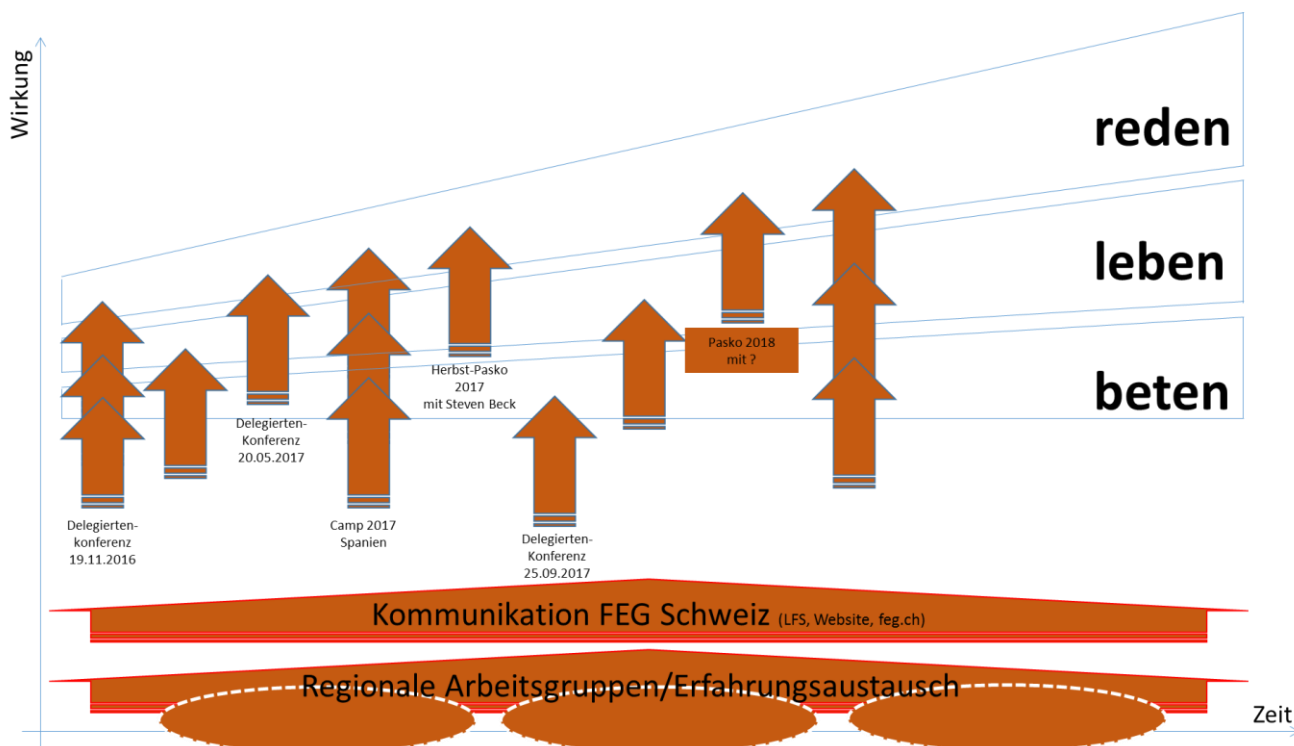 Wirkung
reden
leben
beten
Delegierten-
konferenz
19.11.2016
Delegierten-
Konferenz
20.05.2017
Camp 2017
Spanien
Herbst-Pasko
2017
mit Steven Beck
Delegierten-
Konferenz
25.09.2017
Pasko 2018
mit ?
Kommunikation FEG Schweiz (LFS, Website, feg.ch)
Regionale Arbeitsgruppen/Erfahrungsaustausch
Zeit